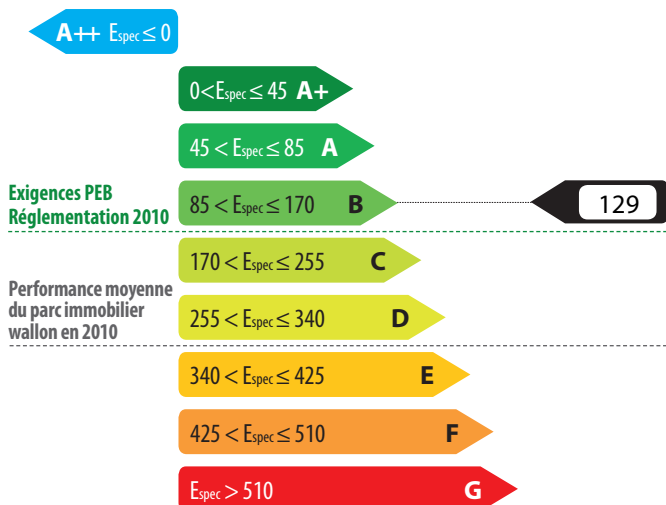 A++ Espec ≤ 0
0<Espec ≤ 45 A+
45 < Espec ≤ 85 A
Exigences PEB
Réglementation 2010
85 < Espec ≤ 170 B
129
170 < Espec ≤ 255 C
Performance moyenne
du parc immobilier
wallon en 2010
255 < Espec ≤ 340 D
340 < Espec ≤ 425 E
425 < Espec ≤ 510 F
Espec > 510 G